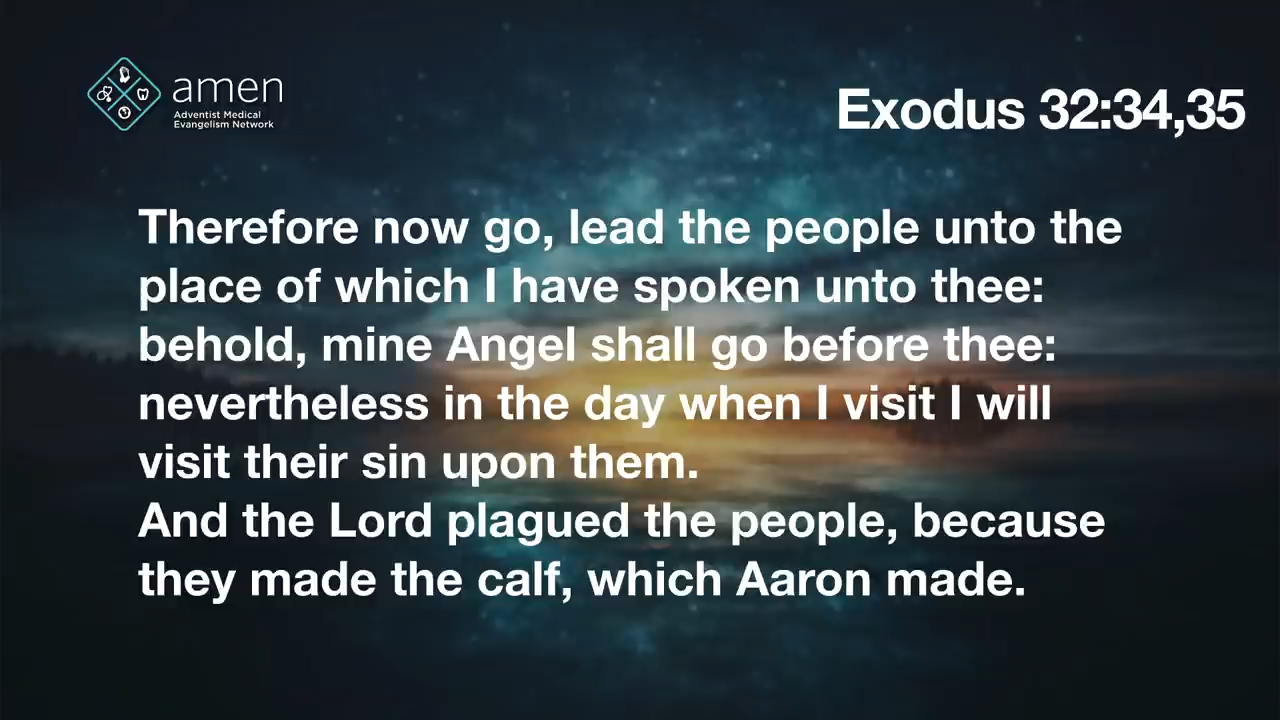 amen
Adventist Medical
Evangelism Network
Exodus 32:34,35
Therefore now go, lead the people unto the
place of which I have spoken unto thee:
behold, mine Angel shall go before thee:
nevertheless in the day when I visit I will
visit their sin upon them.
And the Lord plagued the people, because
they made the calf, which Aaron made.